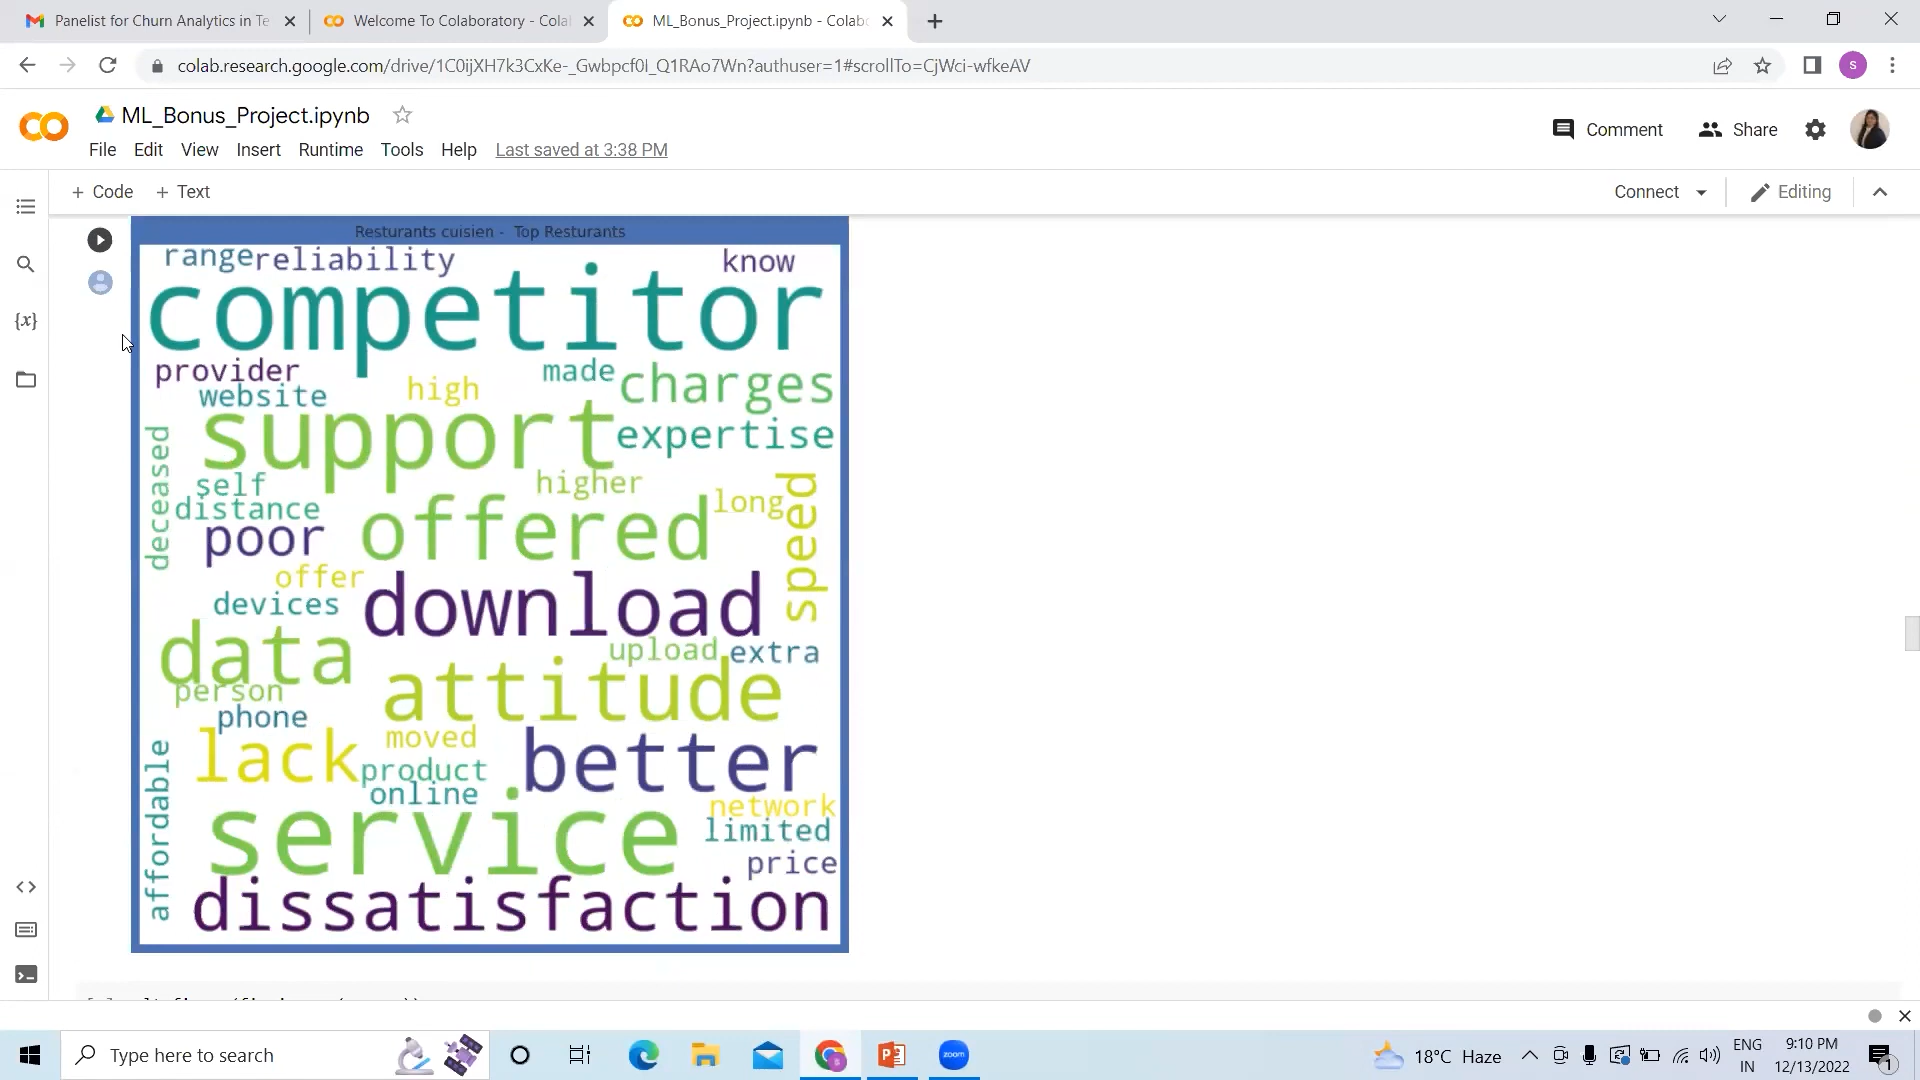 Panelist for Churn Analytics in Te
Welcome To Colaboratory - Cola
ML_Bonus_Project.ipynb - Colab
colab.research.google.com/drive/1C0ijXH7k3CxKe-_Gwbpcf0I_Q1RAo7Wn?authuser=1#scrollTo=CjWci-wfkeAV
s
ML_Bonus_Project.ipynb
Comment
Share
File Edit View Insert Runtime Tools Help Last saved at 3:38 PM
+ Code + Text
Connect
Editing
Resturants cuisien - Top Resturants
range reliability know
competitor
provider made charges
website high
support expertise
deceased
self higher long speed
distance
poor offered
offer
devices download
data upload extra
person attitude
phone
lack moved better
product
online
affordable
service network
limited
price
dissatisfaction
{x}
Type here to search
zoom
18°C Haze
ENG
IN
9:10 PM
12/13/2022
1